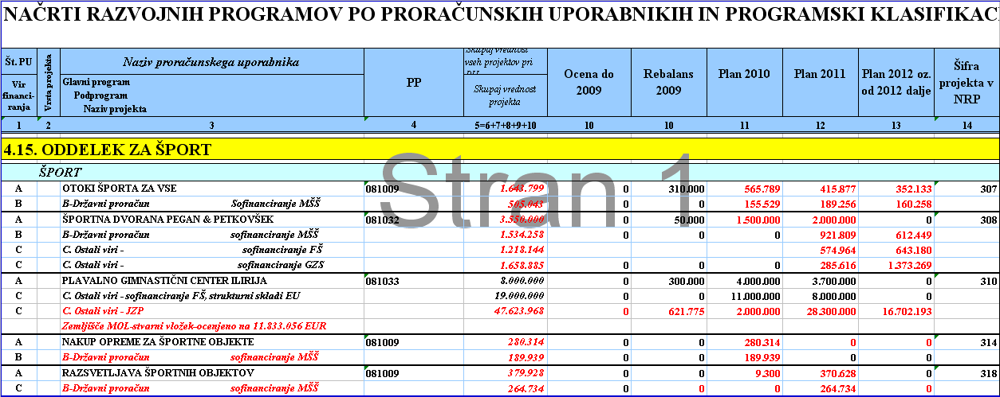 NAČRTI RAZVOJNIH PROGRAMOV PO PRORAČUNSKIH UPORABNIKIH IN PROGRAMSKI KLASIFIKACI
Št. PU Vrsta projekta Naziv proračunskega uporabnika PP Skupaj vrednost vseh projektov pri PU Ocena do 2009 Rebalans 2009 Plan 2010 Plan 2011 Plan 2012 oz. od 2012 dalje Šifra projekta v NRP
Vir financi-ranja Glavni program Podprogram Naziv projekta Skupaj vrednost projekta
1 2 3 4 5=6+7+8+9+10 10 10 11 12 13 14
4.15. ODDELEK ZA ŠPORT
ŠPORT
Stran 1
A OTOKI ŠPORTA ZA VSE 081009 1.643.799 0 310.000 565.789 415.877 352.133 307
B B-Državni proračun Sofinanciranje MŠŠ 505.043 0 0 155.529 189.256 160.258
A ŠPORTNA DVORANA PEGAN & PETKOVŠEK 081032 3.550.000 0 50.000 1.500.000 2.000.000 0 308
B B-Državni proračun sofinanciranje MŠŠ 1.534.258 0 0 0 921.809 612.449
C C. Ostali viri - sofinanciranje FŠ 1.218.144 574.964 643.180
C C. Ostali viri - sofinanciranje GZS 1.658.885 0 0 0 285.616 1.373.269
A PLAVALNO GIMNASTIČNI CENTER ILIRIJA 081033 8.000.000 0 300.000 4.000.000 3.700.000 0 310
C C. Ostali viri - sofinanciranje FŠ, strukturni skladi EU 19.000.000 11.000.000 8.000.000 0
C C. Ostali viri - JZP 47.623.968 0 621.775 2.000.000 28.300.000 16.702.193
Zemljišče MOL-stvarni vložek-ocenjeno na 11.833.056 EUR
A NAKUP OPREME ZA ŠPORTNE OBJEKTE 081009 280.314 0 0 280.314 0 0 314
B B-Državni proračun sofinanciranje MŠŠ 189.939 0 0 189.939 0 0
A RAZSVETLJAVA ŠPORTNIH OBJEKTOV 081009 379.928 0 0 9.300 370.628 0 318
C B-Državni proračun sofinanciranje MŠŠ 264.734 0 0 0 264.734 0